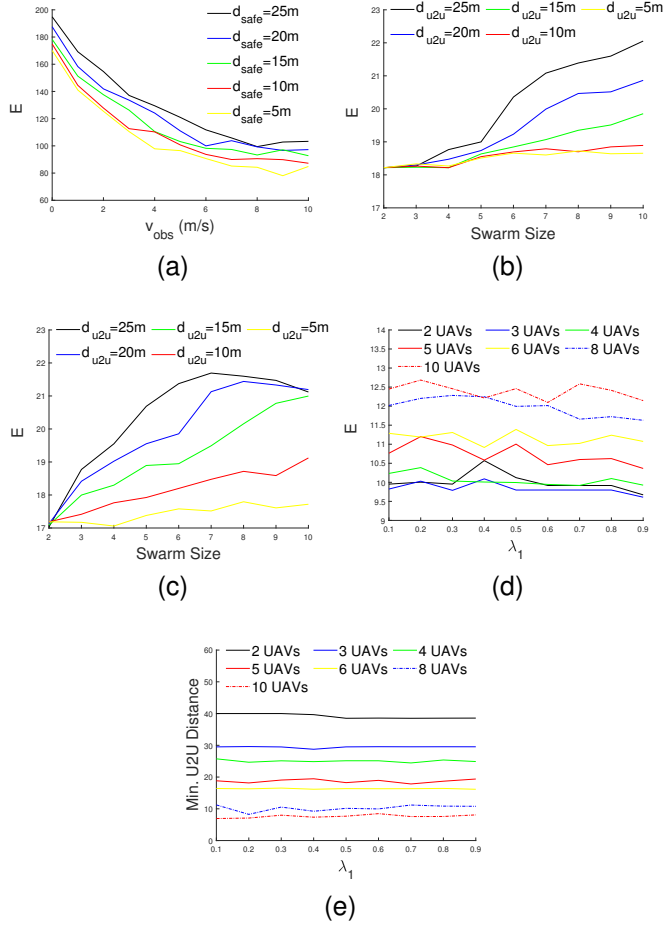 200
180
160
140
120
100
80
60
E
0 2 4 6 8 10
v_obs (m/s)
d_safe=25m
d_safe=20m
d_safe=15m
d_safe=10m
d_safe=5m
(a)
d_u2u=25m d_u2u=15m d_u2u=5m
d_u2u=20m d_u2u=10m
23
22
21
20
19
18
17
E
2 3 4 5 6 7 8 9 10
Swarm Size
(b)
d_u2u=25m d_u2u=15m d_u2u=5m
d_u2u=20m d_u2u=10m
23
22
21
20
19
18
17
E
2 3 4 5 6 7 8 9 10
Swarm Size
(c)
2 UAVs 3 UAVs 4 UAVs
5 UAVs 6 UAVs 8 UAVs
10 UAVs
14
13.5
13
12.5
12
11.5
11
10.5
10
9.5
9
E
0.1 0.2 0.3 0.4 0.5 0.6 0.7 0.8 0.9
λ_1
(d)
2 UAVs 3 UAVs 4 UAVs
5 UAVs 6 UAVs 8 UAVs
10 UAVs
60
50
40
30
20
10
0
Min. U2U Distance
0.1 0.2 0.3 0.4 0.5 0.6 0.7 0.8 0.9
λ_1
(e)